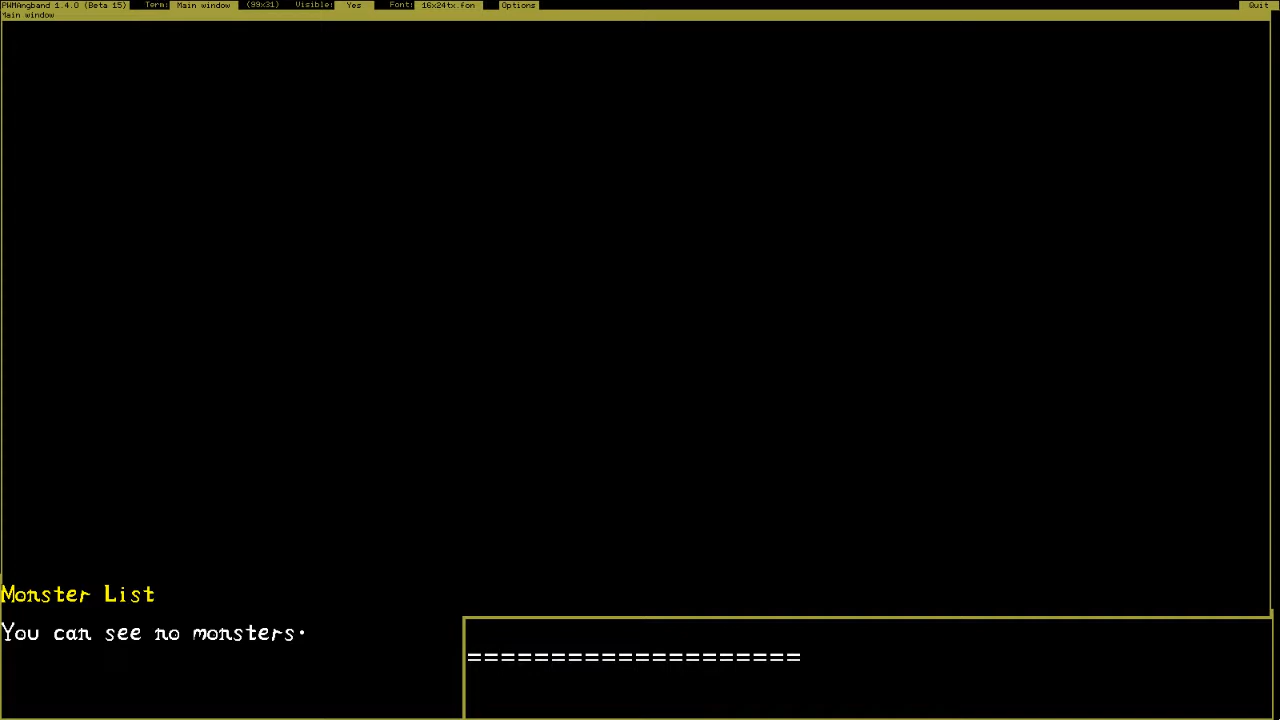 PWMAngband 1.4.0 (Beta 15) Term: Main window (99x31) Visible: Yes Font: 16x24tx.fon Options Quit
Main window
Monster List
You can see no monsters.
====================